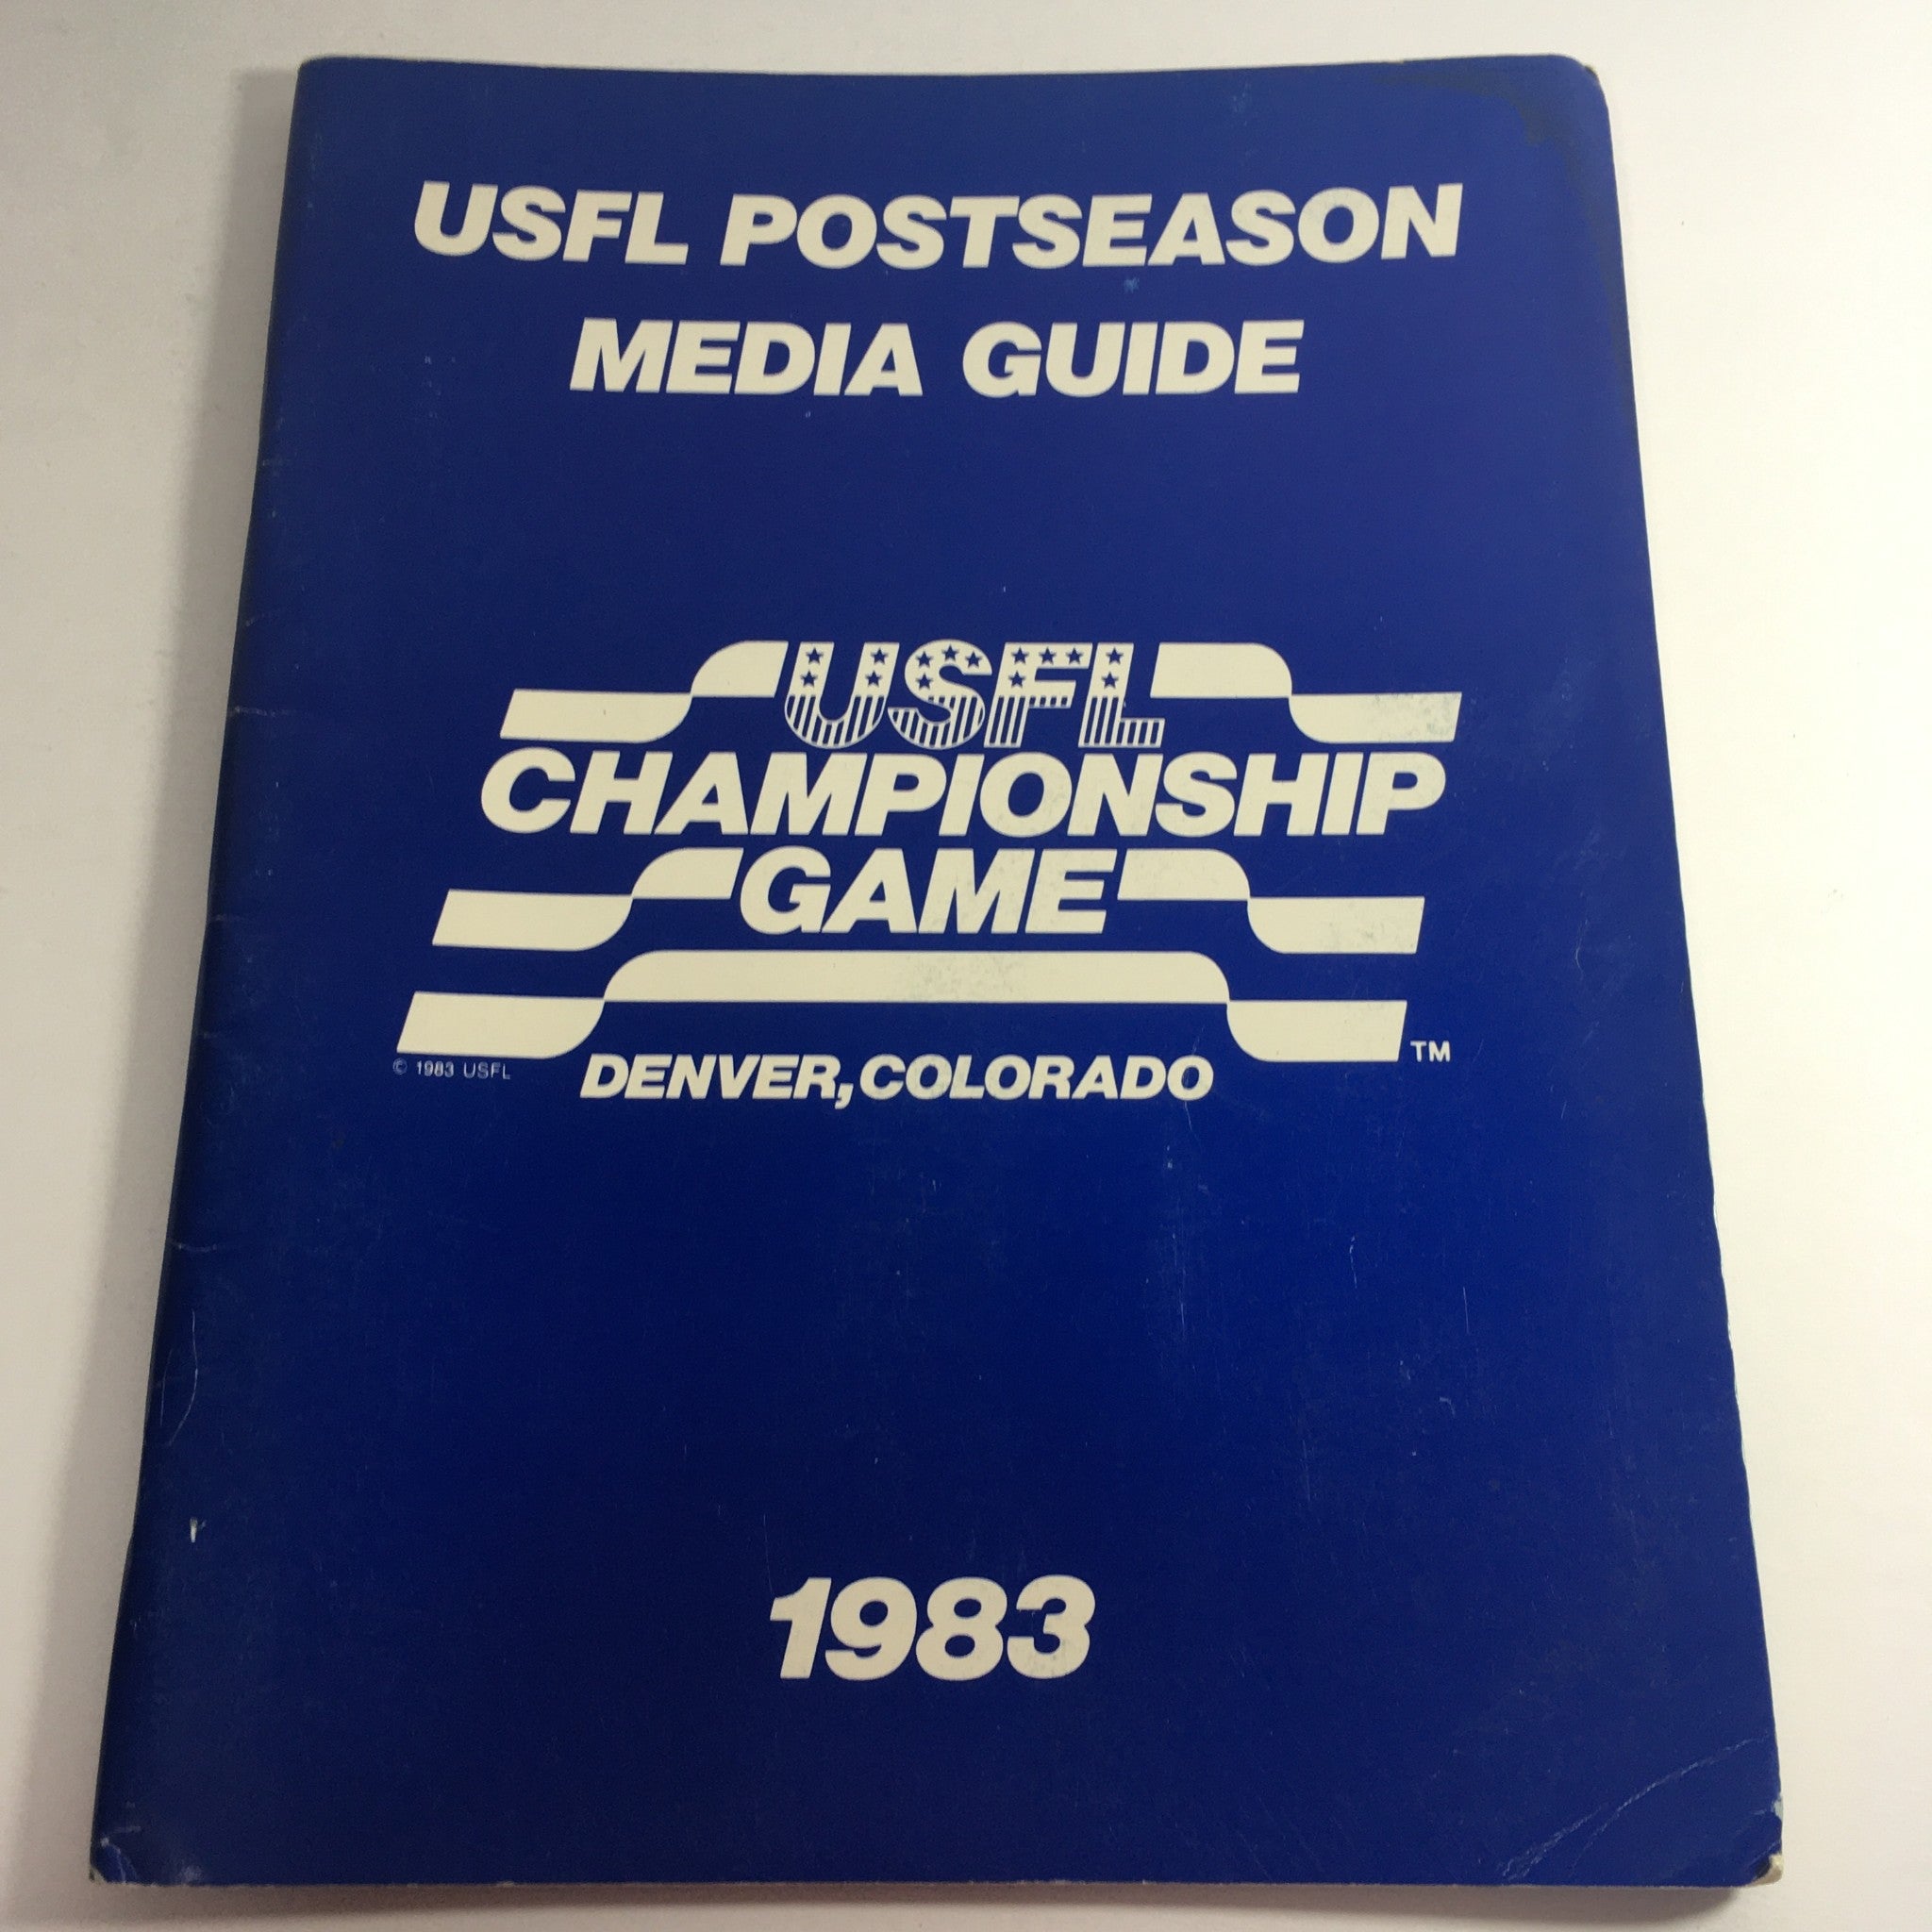 USFL POSTSEASON
MEDIA GUIDE
USFL
CHAMPIONSHIP
GAME
TM
© 1983 USFL
DENVER, COLORADO
1983